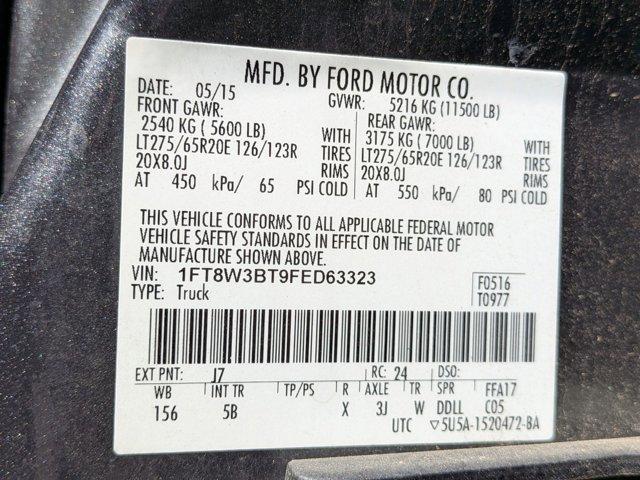 MFD. BY FORD MOTOR CO.
DATE: 05/15 GVWR: 5216 KG (11500 LB)
FRONT GAWR: REAR GAWR:
2540 KG ( 5600 LB) WITH 3175 KG ( 7000 LB) WITH
LT275/65R20E 126/123R TIRES LT275/65R20E 126/123R TIRES
20X8.0J RIMS 20X8.0J RIMS
AT 450 kPa/ 65 PSI COLD AT 550 kPa/ 80 PSI COLD
THIS VEHICLE CONFORMS TO ALL APPLICABLE FEDERAL MOTOR
VEHICLE SAFETY STANDARDS IN EFFECT ON THE DATE OF
MANUFACTURE SHOWN ABOVE.
VIN: 1FT8W3BT9FED63323 F0516
TYPE: Truck T0977
EXT PNT: J7 RC: 24 DSO:
WB INT TR TP/PS R AXLE TR SPR FFA17
156 5B X 3J W DDLL C05
UTC ▽5U5A-1520472-BA